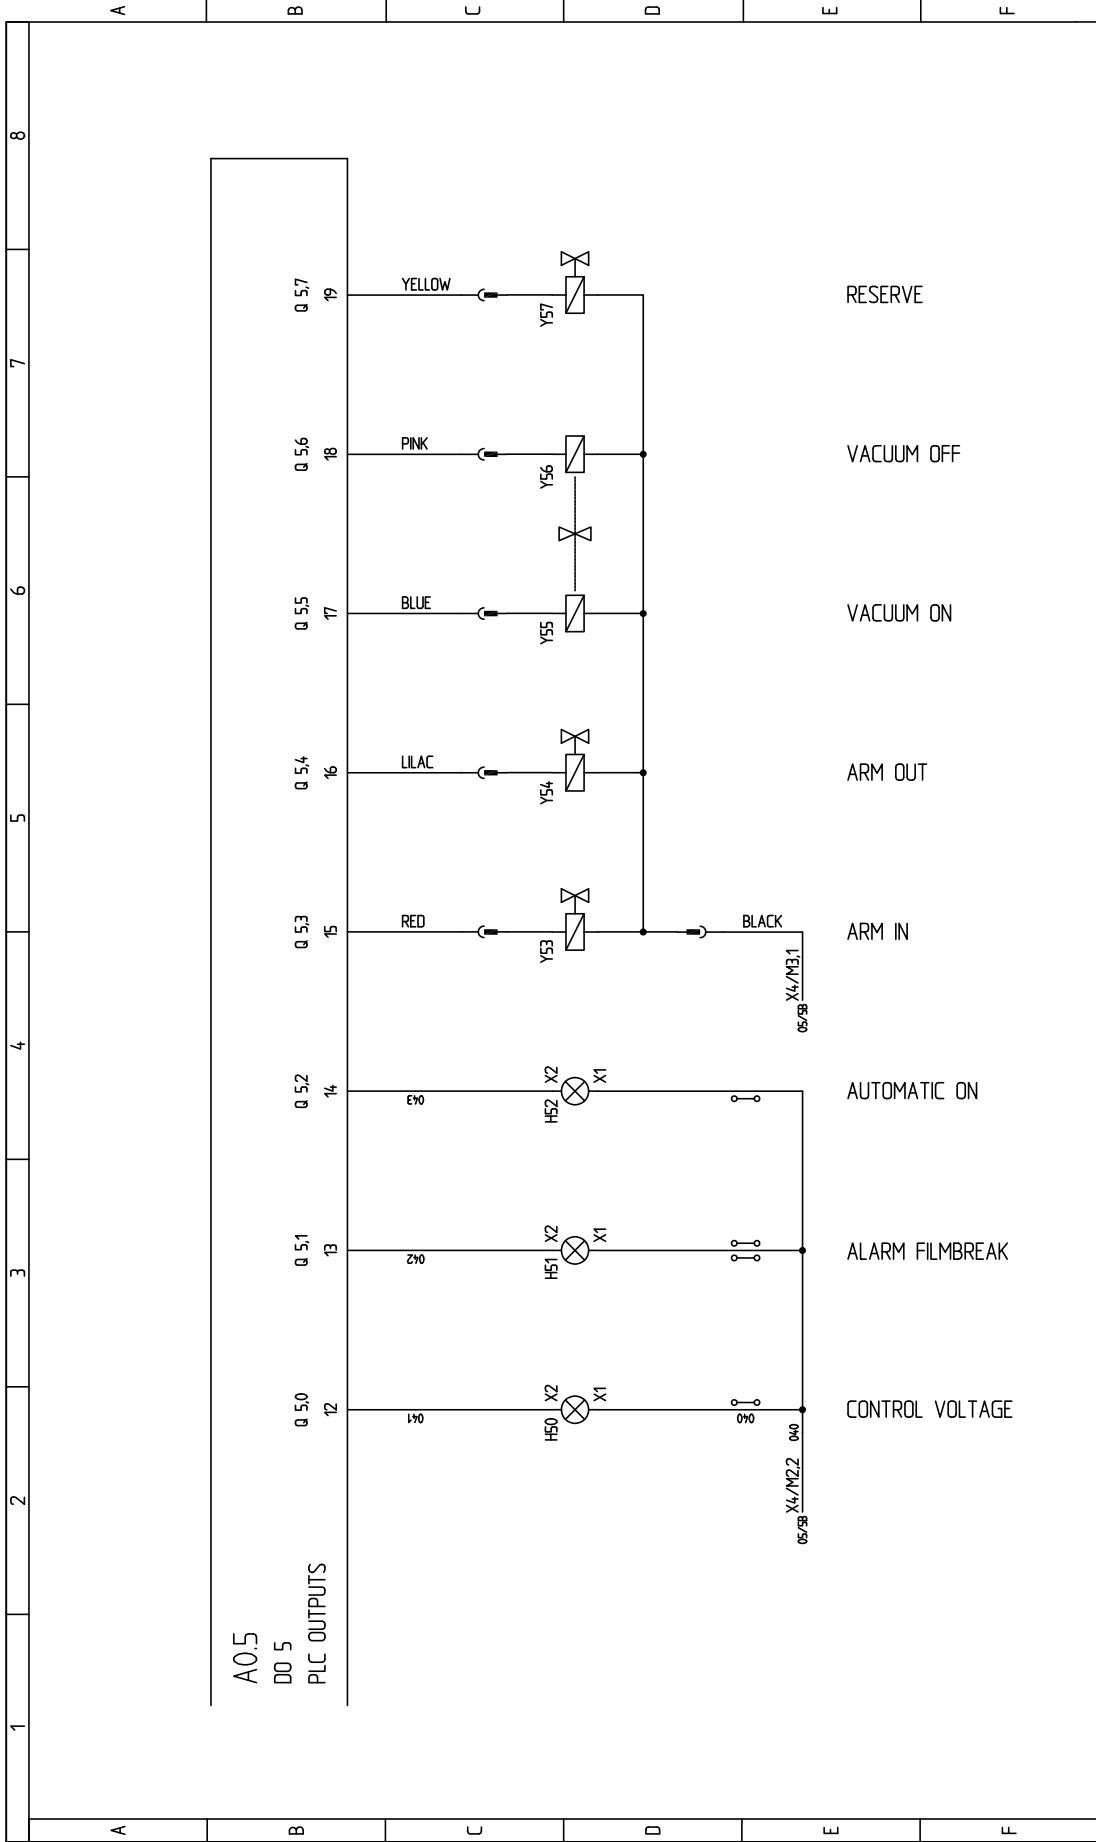 1 2 3 4 5 6 7 8
A A
A0.5
DO 5
PLC OUTPUTS
B B
Q 5,0 Q 5,1 Q 5,2 Q 5,3 Q 5,4 Q 5,5 Q 5,6 Q 5,7
12 13 14 15 16 17 18 19
C C
041 042 043 RED LILAC BLUE PINK YELLOW
H50 X2 H51 X2 H52 X2 Y53 Y54 Y55 Y56 Y57
X1 X1 X1
D D
040 BLACK
05/5B X4/M2,2 040 05/5B X4/M3,1
E E
CONTROL VOLTAGE ALARM FILMBREAK AUTOMATIC ON ARM IN ARM OUT VACUUM ON VACUUM OFF RESERVE
F F